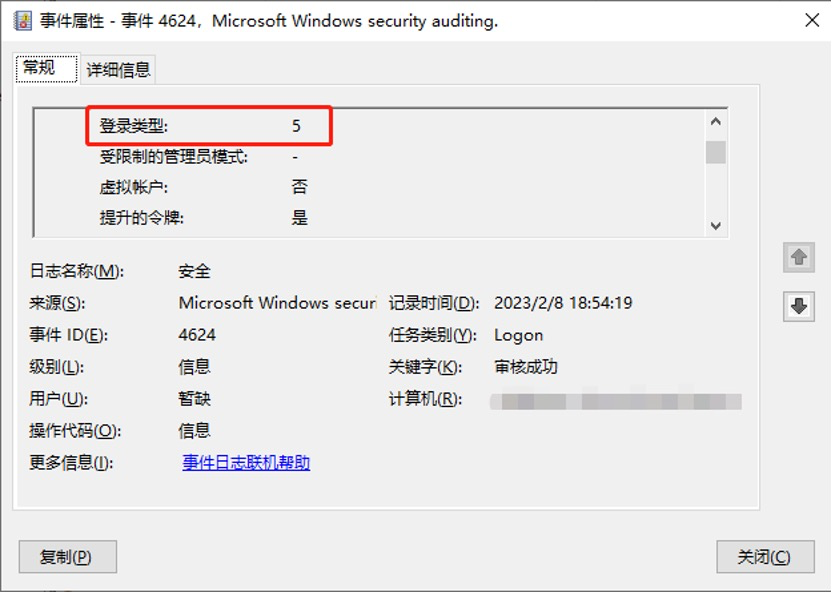 事件属性 - 事件 4624，Microsoft Windows security auditing.
常规 详细信息
登录类型: 5
受限制的管理员模式: -
虚拟帐户: 否
提升的令牌: 是
日志名称(M): 安全
来源(S): Microsoft Windows securi 记录时间(D): 2023/2/8 18:54:19
事件 ID(E): 4624 任务类别(Y): Logon
级别(L): 信息 关键字(K): 审核成功
用户(U): 暂缺 计算机(R):
操作代码(O): 信息
更多信息(I): 事件日志联机帮助
复制(P) 关闭(C)